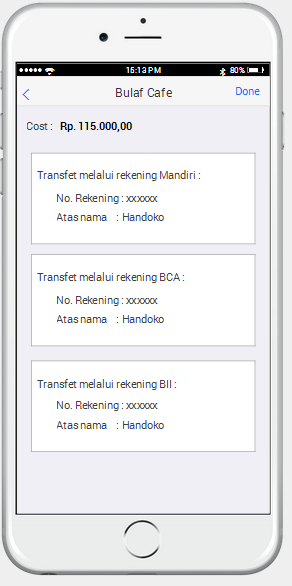 15:13 PM 80%
Bulaf Cafe Done
Cost : Rp. 115.000,00
Transfet melalui rekening Mandiri :
No. Rekening : xxxxxx
Atas nama : Handoko
Transfet melalui rekening BCA :
No. Rekening : xxxxxx
Atas nama : Handoko
Transfet melalui rekening BII :
No. Rekening : xxxxxx
Atas nama : Handoko